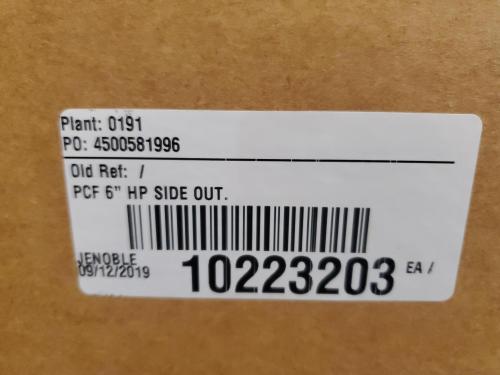 Plant: 0191
PO: 4500581996
Old Ref: /
PCF 6" HP SIDE OUT.
JENOBLE
09/12/2019
10223203 EA /